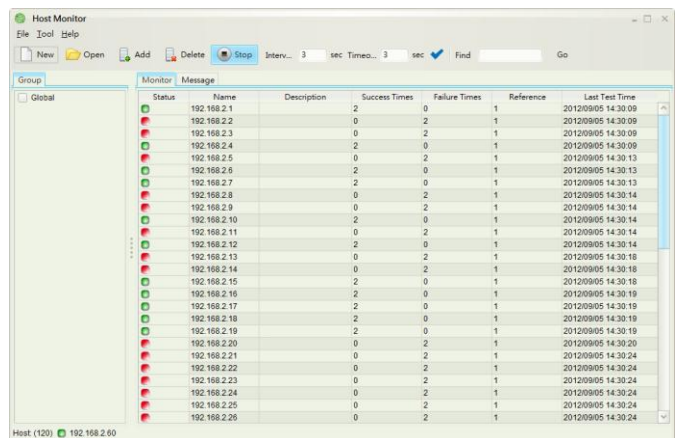 Host Monitor
File Tool Help
New Open Add Delete Stop Interv... 3 sec Timeo... 3 sec Find Go
Group Monitor Message
Global
Status Name Description Success Times Failure Times Reference Last Test Time
192.168.2.1 2 0 1 2012/09/05 14:30:09
192.168.2.2 0 2 1 2012/09/05 14:30:09
192.168.2.3 0 2 1 2012/09/05 14:30:09
192.168.2.4 2 0 1 2012/09/05 14:30:09
192.168.2.5 0 2 1 2012/09/05 14:30:13
192.168.2.6 2 0 1 2012/09/05 14:30:13
192.168.2.7 2 0 1 2012/09/05 14:30:13
192.168.2.8 0 2 1 2012/09/05 14:30:14
192.168.2.9 0 2 1 2012/09/05 14:30:14
192.168.2.10 2 0 1 2012/09/05 14:30:14
192.168.2.11 0 2 1 2012/09/05 14:30:14
192.168.2.12 2 0 1 2012/09/05 14:30:14
192.168.2.13 0 2 1 2012/09/05 14:30:18
192.168.2.14 0 2 1 2012/09/05 14:30:18
192.168.2.15 2 0 1 2012/09/05 14:30:18
192.168.2.16 2 0 1 2012/09/05 14:30:19
192.168.2.17 2 0 1 2012/09/05 14:30:19
192.168.2.18 2 0 1 2012/09/05 14:30:19
192.168.2.19 2 0 1 2012/09/05 14:30:19
192.168.2.20 0 2 1 2012/09/05 14:30:20
192.168.2.21 0 2 1 2012/09/05 14:30:24
192.168.2.22 0 2 1 2012/09/05 14:30:24
192.168.2.23 0 2 1 2012/09/05 14:30:24
192.168.2.24 0 2 1 2012/09/05 14:30:24
192.168.2.25 0 2 1 2012/09/05 14:30:24
192.168.2.26 0 2 1 2012/09/05 14:30:24
Host: (120) 192.168.2.60